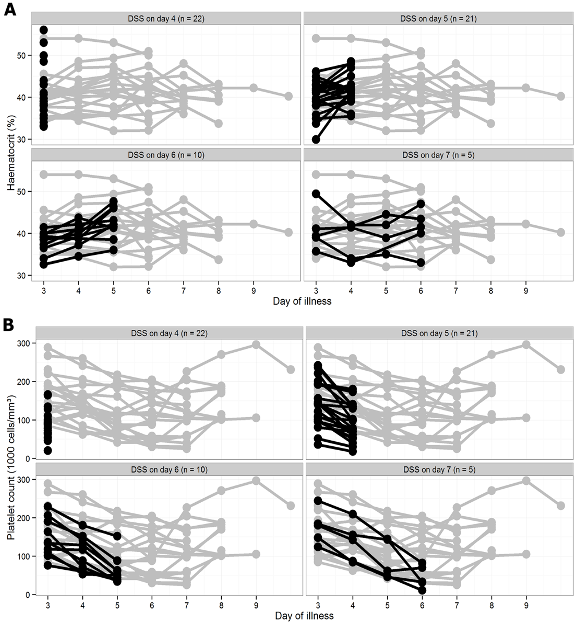 A
DSS on day 4 (n = 22)
DSS on day 5 (n = 21)
50
40
30
DSS on day 6 (n = 10)
DSS on day 7 (n = 5)
50
40
30
Haematocrit (%)
3 4 5 6 7 8 9
3 4 5 6 7 8 9
Day of illness
B
DSS on day 4 (n = 22)
DSS on day 5 (n = 21)
300
200
100
0
DSS on day 6 (n = 10)
DSS on day 7 (n = 5)
300
200
100
0
Platelet count (1000 cells/mm³)
3 4 5 6 7 8 9
3 4 5 6 7 8 9
Day of illness